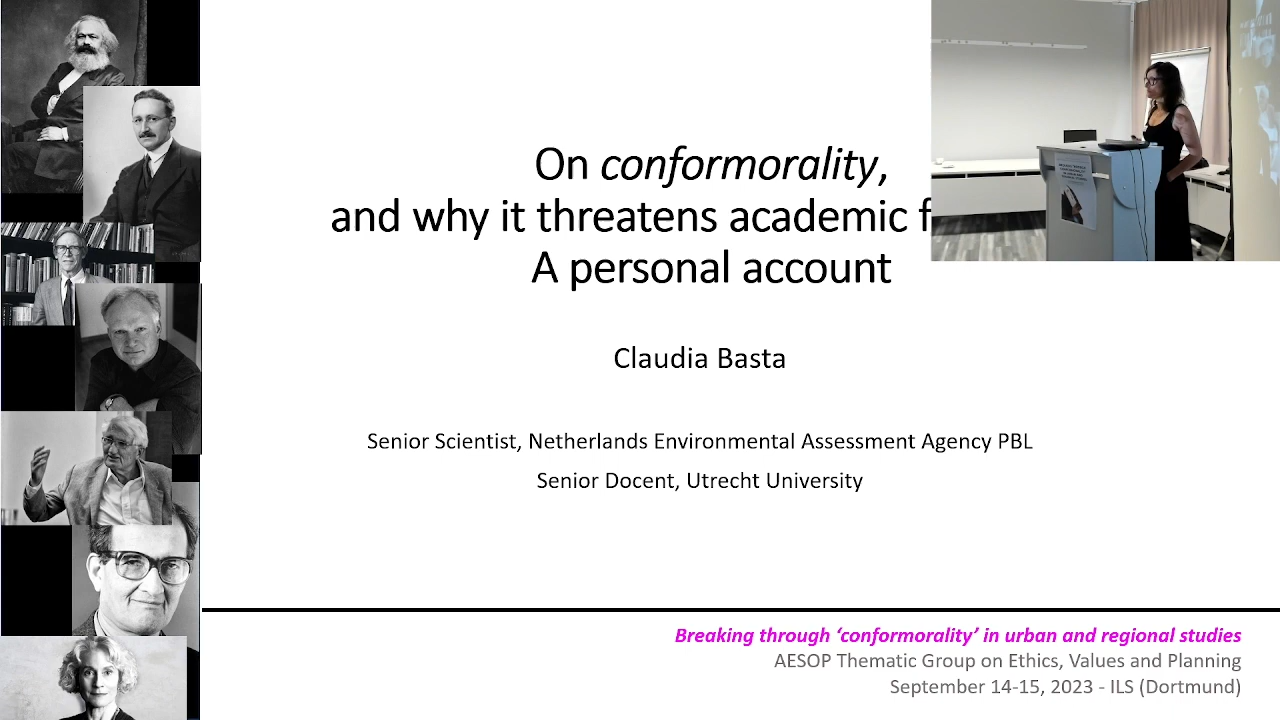 On conformorality,
and why it threatens academic f
A personal account
Claudia Basta
Senior Scientist, Netherlands Environmental Assessment Agency PBL
Senior Docent, Utrecht University
Breaking through ‘conformorality’ in urban and regional studies
AESOP Thematic Group on Ethics, Values and Planning
September 14-15, 2023 - ILS (Dortmund)